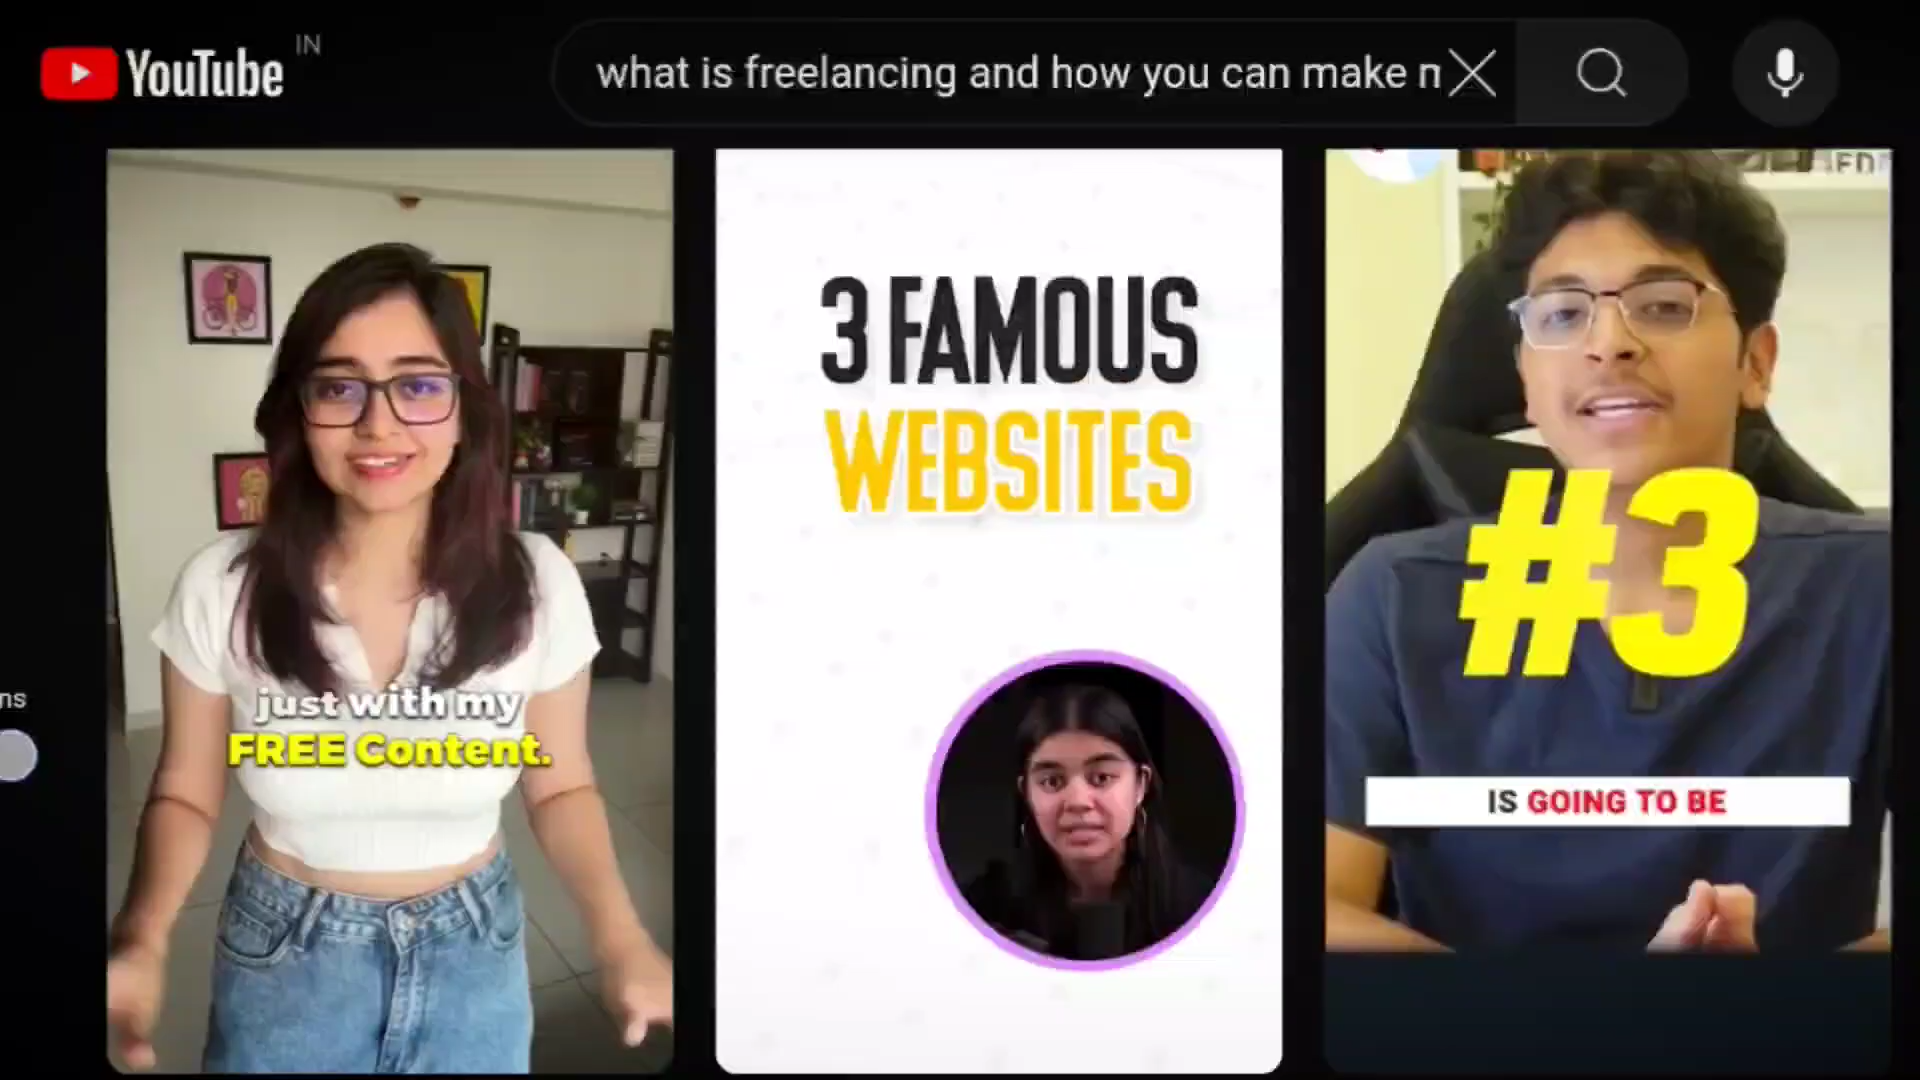 YouTube IN
what is freelancing and how you can make
3 FAMOUS
WEBSITES
#3
ns
just with my
FREE Content.
IS GOING TO BE